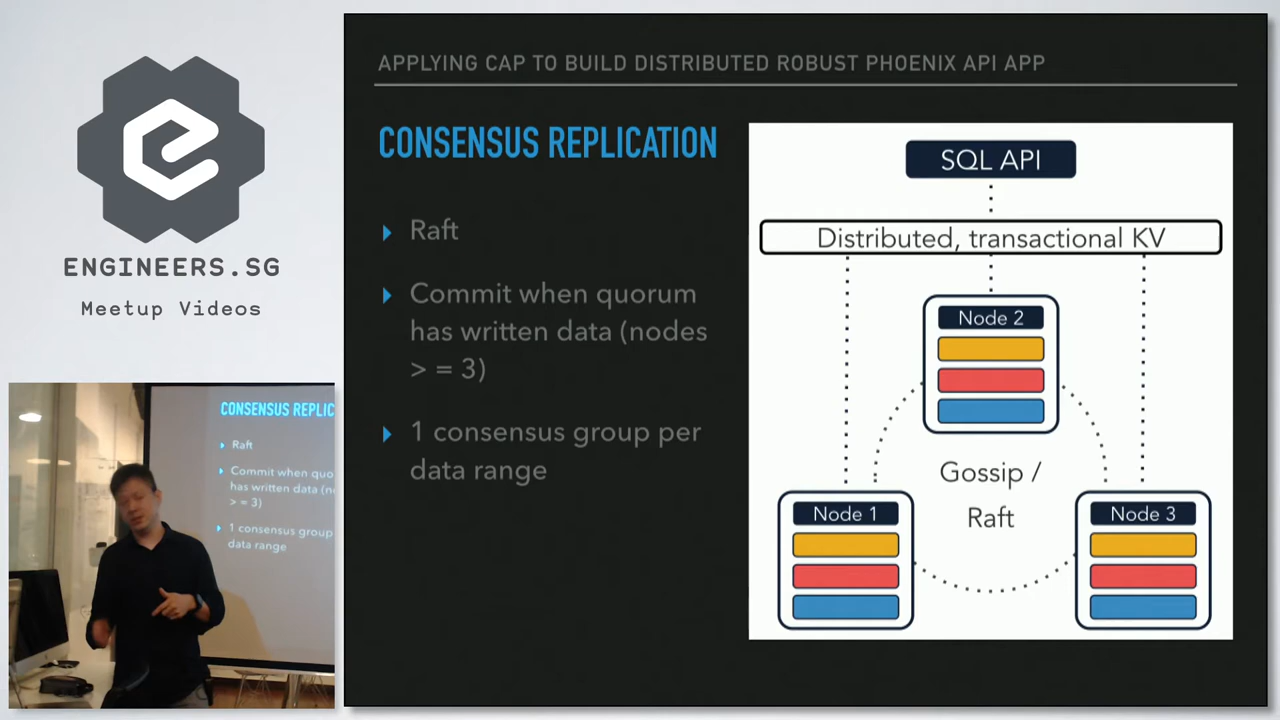 ENGINEERS.SG
Meetup Videos
APPLYING CAP TO BUILD DISTRIBUTED ROBUST PHOENIX API APP
CONSENSUS REPLICATION
Raft
Commit when quorum
has written data (nodes
> = 3)
1 consensus group per
data range
SQL API
Distributed, transactional KV
Node 2
Gossip /
Raft
Node 1
Node 3
CONSENSUS REPLIC
Raft
Commit when quo
has written data (n
> = 3)
1 consensus group
data range